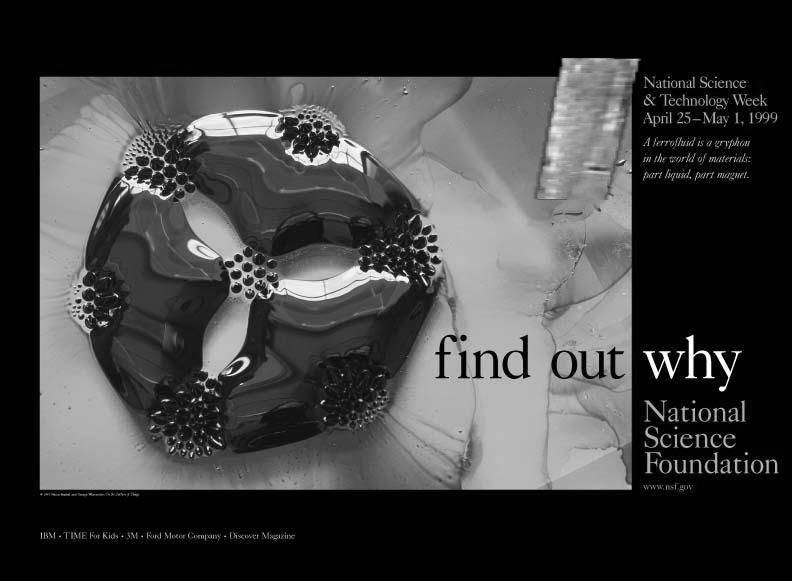 National Science
& Technology Week
April 25–May 1, 1999
A ferrofluid is a gryphon
in the world of materials:
part liquid, part magnet.
find out why
National
Science
Foundation
www.nsf.gov
IBM • TIME For Kids • 3M • Ford Motor Company • Discover Magazine